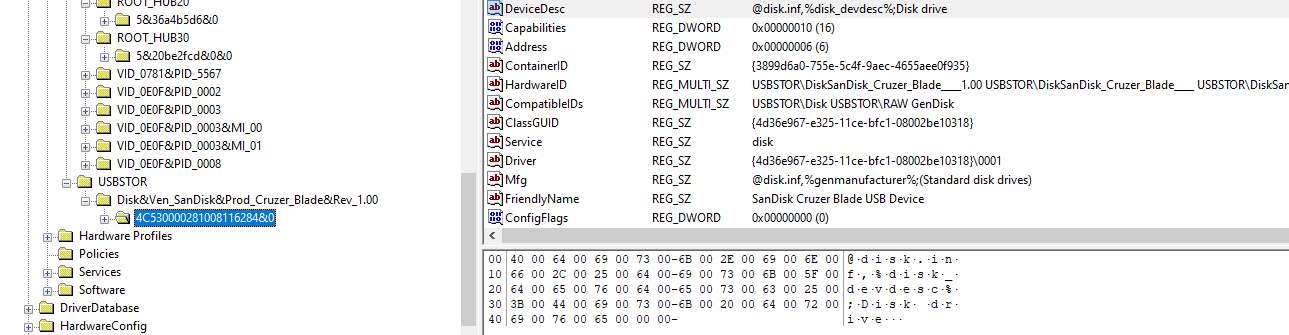 ROOT_HUB20
5&36a4b5d6&0
ROOT_HUB30
5&20be2fcd&0&0
VID_0781&PID_5567
VID_0E0F&PID_0002
VID_0E0F&PID_0003
VID_0E0F&PID_0003&MI_00
VID_0E0F&PID_0003&MI_01
VID_0E0F&PID_0008
USBSTOR
Disk&Ven_SanDisk&Prod_Cruzer_Blade&Rev_1.00
4C530000281008116284&0
Hardware Profiles
Policies
Services
Software
DriverDatabase
HardwareConfig
DeviceDesc REG_SZ @disk.inf,%disk_devdesc%;Disk drive
Capabilities REG_DWORD 0x00000010 (16)
Address REG_DWORD 0x00000006 (6)
ContainerID REG_SZ {3899d6a0-755e-5c4f-9aec-4655aee0f935}
HardwareID REG_MULTI_SZ USBSTOR\DiskSanDisk_Cruzer_Blade____1.00 USBSTOR\DiskSanDisk_Cruzer_Blade____ USBSTOR\DiskSan
CompatibleIDs REG_MULTI_SZ USBSTOR\Disk USBSTOR\RAW GenDisk
ClassGUID REG_SZ {4d36e967-e325-11ce-bfc1-08002be10318}
Service REG_SZ disk
Driver REG_SZ {4d36e967-e325-11ce-bfc1-08002be10318}\0001
Mfg REG_SZ @disk.inf,%genmanufacturer%;(Standard disk drives)
FriendlyName REG_SZ SanDisk Cruzer Blade USB Device
ConfigFlags REG_DWORD 0x00000000 (0)
00 40 00 64 00 69 00 73 00-6B 00 2E 00 69 00 6E 00 @·d·i·s·k·.·i·n·
10 66 00 2C 00 25 00 64 00-69 00 73 00 6B 00 5F 00 f·,·%·d·i·s·k·_·
20 64 00 65 00 76 00 64 00-65 00 73 00 63 00 25 00 d·e·v·d·e·s·c·%·
30 3B 00 44 00 69 00 73 00-6B 00 20 00 64 00 72 00 ;·D·i·s·k· ·d·r·
40 69 00 76 00 65 00 00 00- i·v·e···